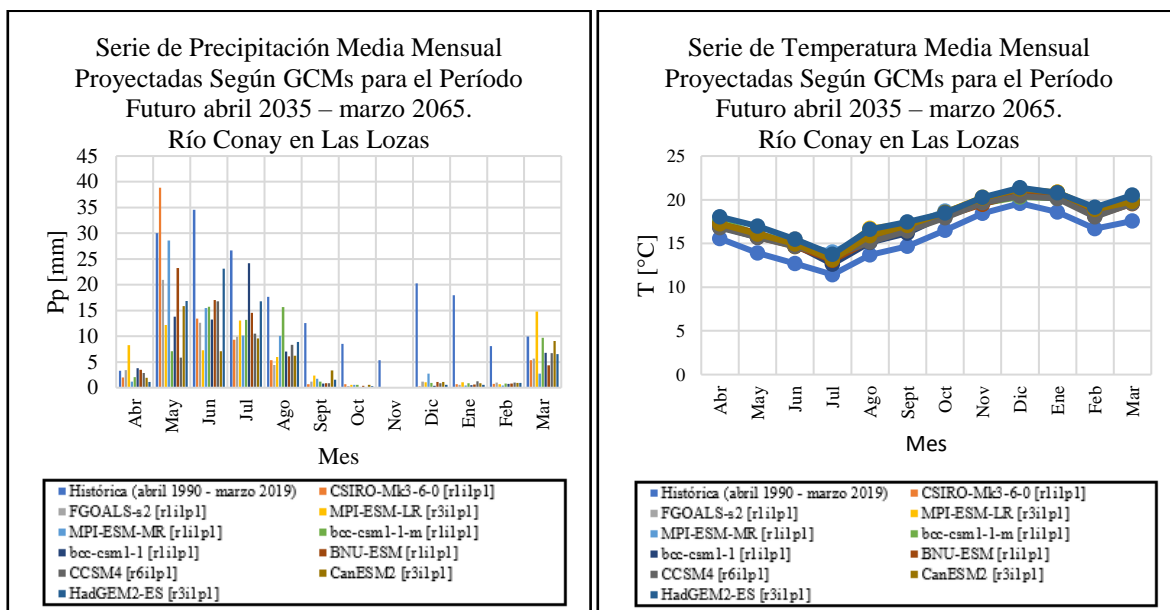 Serie de Precipitación Media Mensual
Proyectadas Según GCMs para el Período
Futuro abril 2035 – marzo 2065.
Río Conay en Las Lozas
45
40
35
30
25
20
15
10
5
0
Pp [mm]
Abr
May
Jun
Jul
Ago
Sept
Oct
Nov
Dic
Ene
Feb
Mar
Mes
Histórica (abril 1990 - marzo 2019)
CSIRO-Mk3-6-0 [r1i1p1]
FGOALS-s2 [r1i1p1]
MPI-ESM-LR [r3i1p1]
MPI-ESM-MR [r1i1p1]
bcc-csm1-1-m [r1i1p1]
bcc-csm1-1 [r1i1p1]
BNU-ESM [r1i1p1]
CCSM4 [r6i1p1]
CanESM2 [r3i1p1]
HadGEM2-ES [r3i1p1]
Serie de Temperatura Media Mensual
Proyectadas Según GCMs para el Período
Futuro abril 2035 – marzo 2065.
Río Conay en Las Lozas
25
20
15
10
5
0
T [°C]
Abr
May
Jun
Jul
Ago
Sept
Oct
Nov
Dic
Ene
Feb
Mar
Mes
Histórica (abril 1990 - marzo 2019)
CSIRO-Mk3-6-0 [r1i1p1]
FGOALS-s2 [r1i1p1]
MPI-ESM-LR [r3i1p1]
MPI-ESM-MR [r1i1p1]
bcc-csm1-1-m [r1i1p1]
bcc-csm1-1 [r1i1p1]
BNU-ESM [r1i1p1]
CCSM4 [r6i1p1]
CanESM2 [r3i1p1]
HadGEM2-ES [r3i1p1]